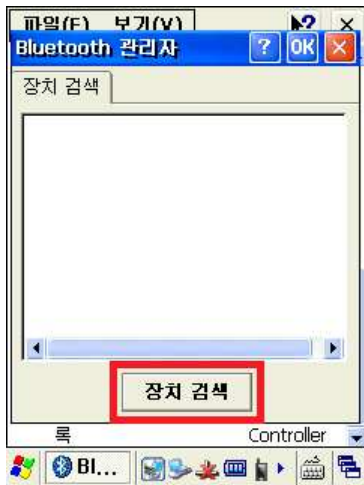 파일(F) 보기(V)
Bluetooth 관리자 ? OK
장치 검색
장치 검색
록 Controller
BI...